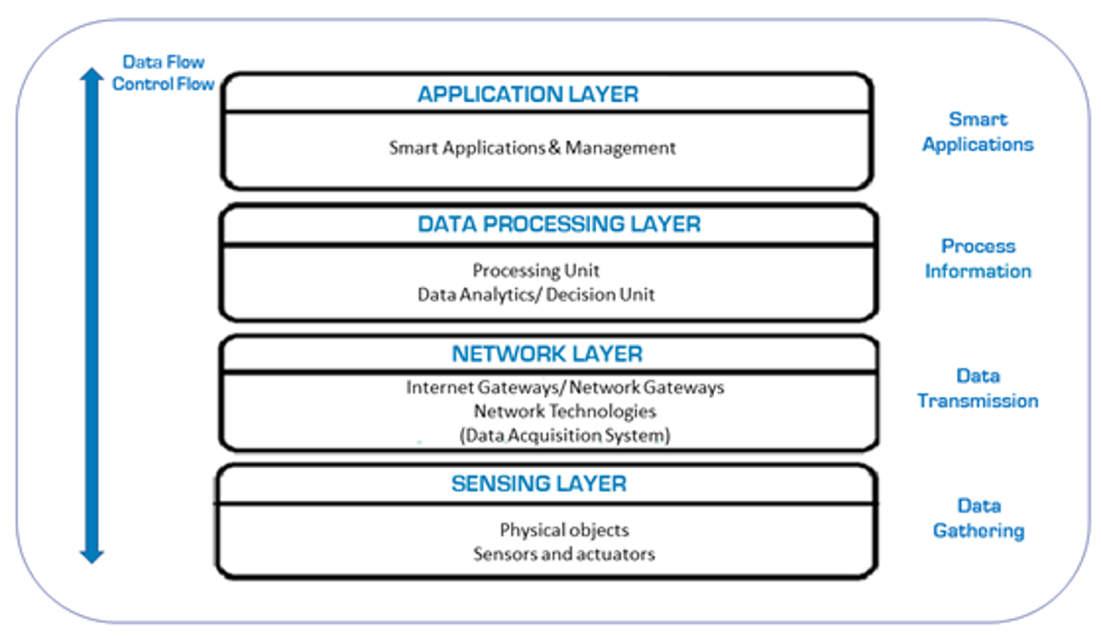 Data Flow
Control Flow
APPLICATION LAYER
Smart Applications & Management
Smart
Applications
DATA PROCESSING LAYER
Processing Unit
Data Analytics/ Decision Unit
Process
Information
NETWORK LAYER
Internet Gateways/ Network Gateways
Network Technologies
(Data Acquisition System)
Data
Transmission
SENSING LAYER
Physical objects
Sensors and actuators
Data
Gathering